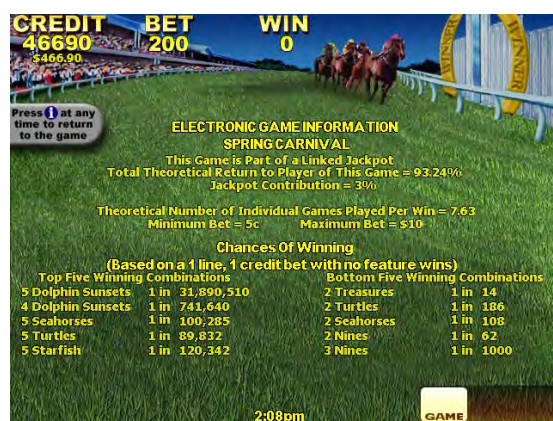 CREDIT BET WIN
46690 200 0
$466.90
WINNER WINNER
Press i at any
time to return
to the game
ELECTRONIC GAME INFORMATION
SPRING CARNIVAL
This Game is Part of a Linked Jackpot
Total Theoretical Return to Player of This Game = 93.24%
Jackpot Contribution = 3%
Theoretical Number of Individual Games Played Per Win = 7.63
Minimum Bet = 5c Maximum Bet = $10
Chances Of Winning
(Based on a 1 line, 1 credit bet with no feature wins)
Top Five Winning Combinations Bottom Five Winning Combinations
5 Dolphin Sunsets 1 in 31,890,510 2 Treasures 1 in 14
4 Dolphin Sunsets 1 in 741,640 2 Turtles 1 in 186
5 Seahorses 1 in 100,285 2 Seahorses 1 in 108
5 Turtles 1 in 89,832 2 Nines 1 in 62
5 Starfish 1 in 120,342 3 Nines 1 in 1000
2:08pm GAME